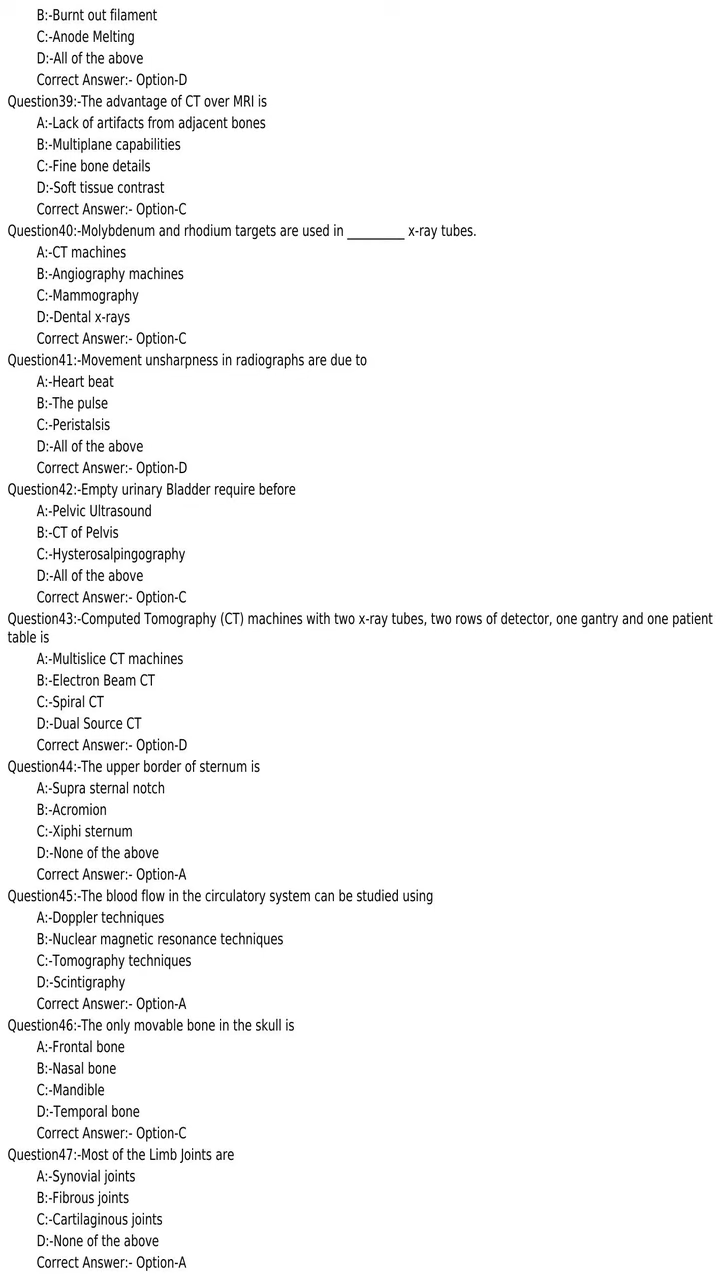 B:-Burnt out filament
C:-Anode Melting
D:-All of the above
Correct Answer:- Option-D
Question39:-The advantage of CT over MRI is
A:-Lack of artifacts from adjacent bones
B:-Multiplane capabilities
C:-Fine bone details
D:-Soft tissue contrast
Correct Answer:- Option-C
Question40:-Molybdenum and rhodium targets are used in _________ x-ray tubes.
A:-CT machines
B:-Angiography machines
C:-Mammography
D:-Dental x-rays
Correct Answer:- Option-C
Question41:-Movement unsharpness in radiographs are due to
A:-Heart beat
B:-The pulse
C:-Peristalsis
D:-All of the above
Correct Answer:- Option-D
Question42:-Empty urinary Bladder require before
A:-Pelvic Ultrasound
B:-CT of Pelvis
C:-Hysterosalpingography
D:-All of the above
Correct Answer:- Option-C
Question43:-Computed Tomography (CT) machines with two x-ray tubes, two rows of detector, one gantry and one patient
table is
A:-Multislice CT machines
B:-Electron Beam CT
C:-Spiral CT
D:-Dual Source CT
Correct Answer:- Option-D
Question44:-The upper border of sternum is
A:-Supra sternal notch
B:-Acromion
C:-Xiphi sternum
D:-None of the above
Correct Answer:- Option-A
Question45:-The blood flow in the circulatory system can be studied using
A:-Doppler techniques
B:-Nuclear magnetic resonance techniques
C:-Tomography techniques
D:-Scintigraphy
Correct Answer:- Option-A
Question46:-The only movable bone in the skull is
A:-Frontal bone
B:-Nasal bone
C:-Mandible
D:-Temporal bone
Correct Answer:- Option-C
Question47:-Most of the Limb Joints are
A:-Synovial joints
B:-Fibrous joints
C:-Cartilaginous joints
D:-None of the above
Correct Answer:- Option-A